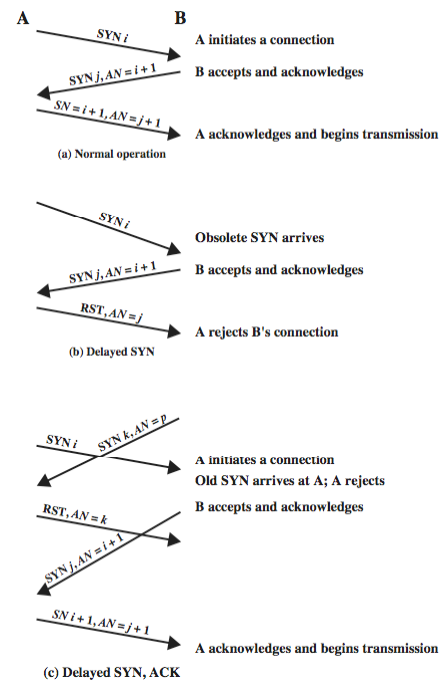 A B
SYN i
A initiates a connection
SYN j, AN = i + 1
B accepts and acknowledges
SN = i + 1, AN = j + 1
A acknowledges and begins transmission
(a) Normal operation
SYN i
Obsolete SYN arrives
SYN j, AN = i + 1
B accepts and acknowledges
RST, AN = j
A rejects B's connection
(b) Delayed SYN
SYN k, AN = p
SYN i
A initiates a connection
Old SYN arrives at A; A rejects
B accepts and acknowledges
RST, AN = k
SYN j, AN = i + 1
SN i + 1, AN = j + 1
A acknowledges and begins transmission
(c) Delayed SYN, ACK